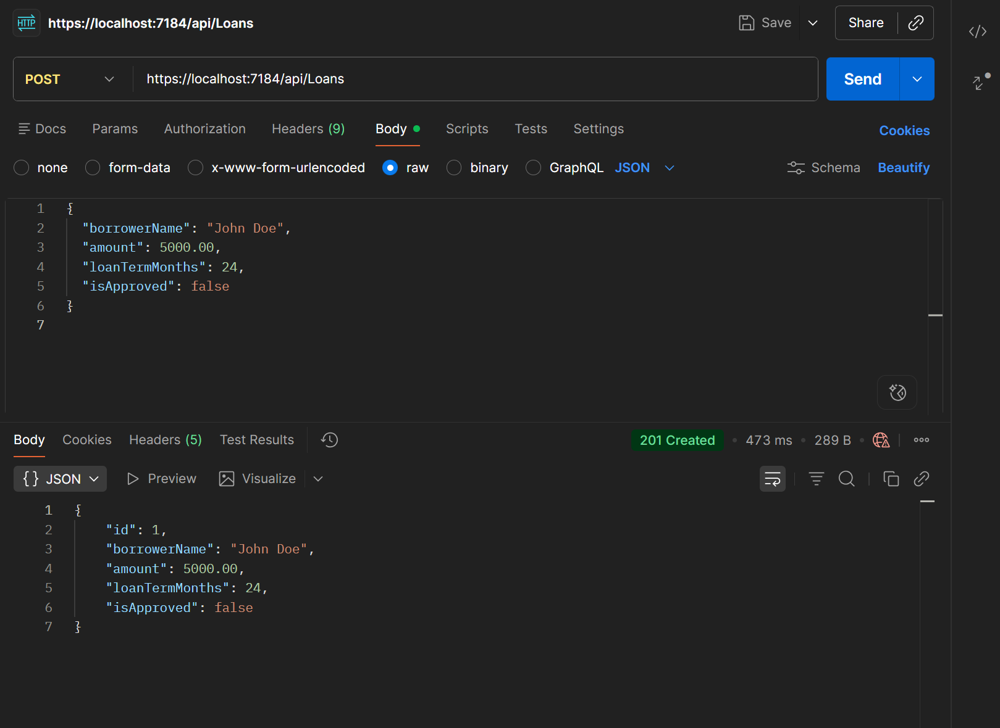 HTTP https://localhost:7184/api/Loans Save Share
POST https://localhost:7184/api/Loans Send
Docs Params Authorization Headers (9) Body Scripts Tests Settings Cookies
none form-data x-www-form-urlencoded raw binary GraphQL JSON Schema Beautify
1 {
2 "borrowerName": "John Doe",
3 "amount": 5000.00,
4 "loanTermMonths": 24,
5 "isApproved": false
6 }
7
Body Cookies Headers (5) Test Results 201 Created 473 ms 289 B
{} JSON Preview Visualize
1 {
2 "id": 1,
3 "borrowerName": "John Doe",
4 "amount": 5000.00,
5 "loanTermMonths": 24,
6 "isApproved": false
7 }